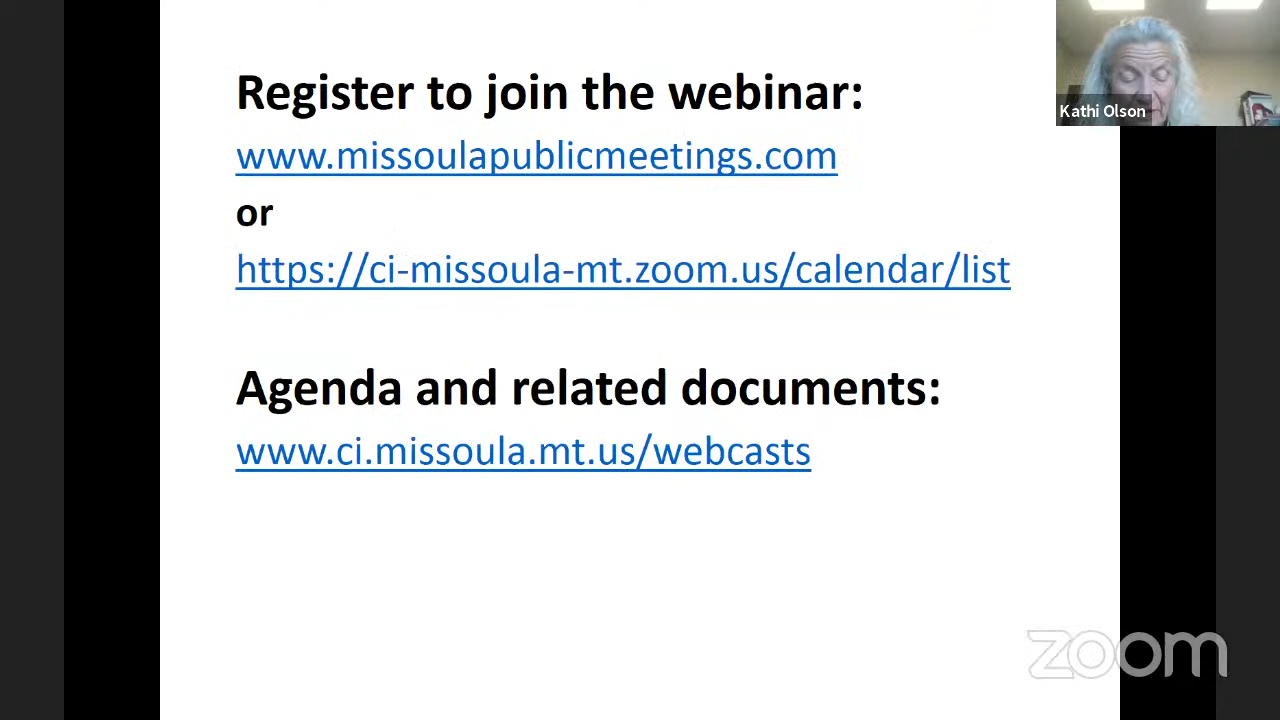 Register to join the webinar:
www.missoulapublicmeetings.com
or
https://ci-missoula-mt.zoom.us/calendar/list
Agenda and related documents:
www.ci.missoula.mt.us/webcasts
Kathi Olson
zoom